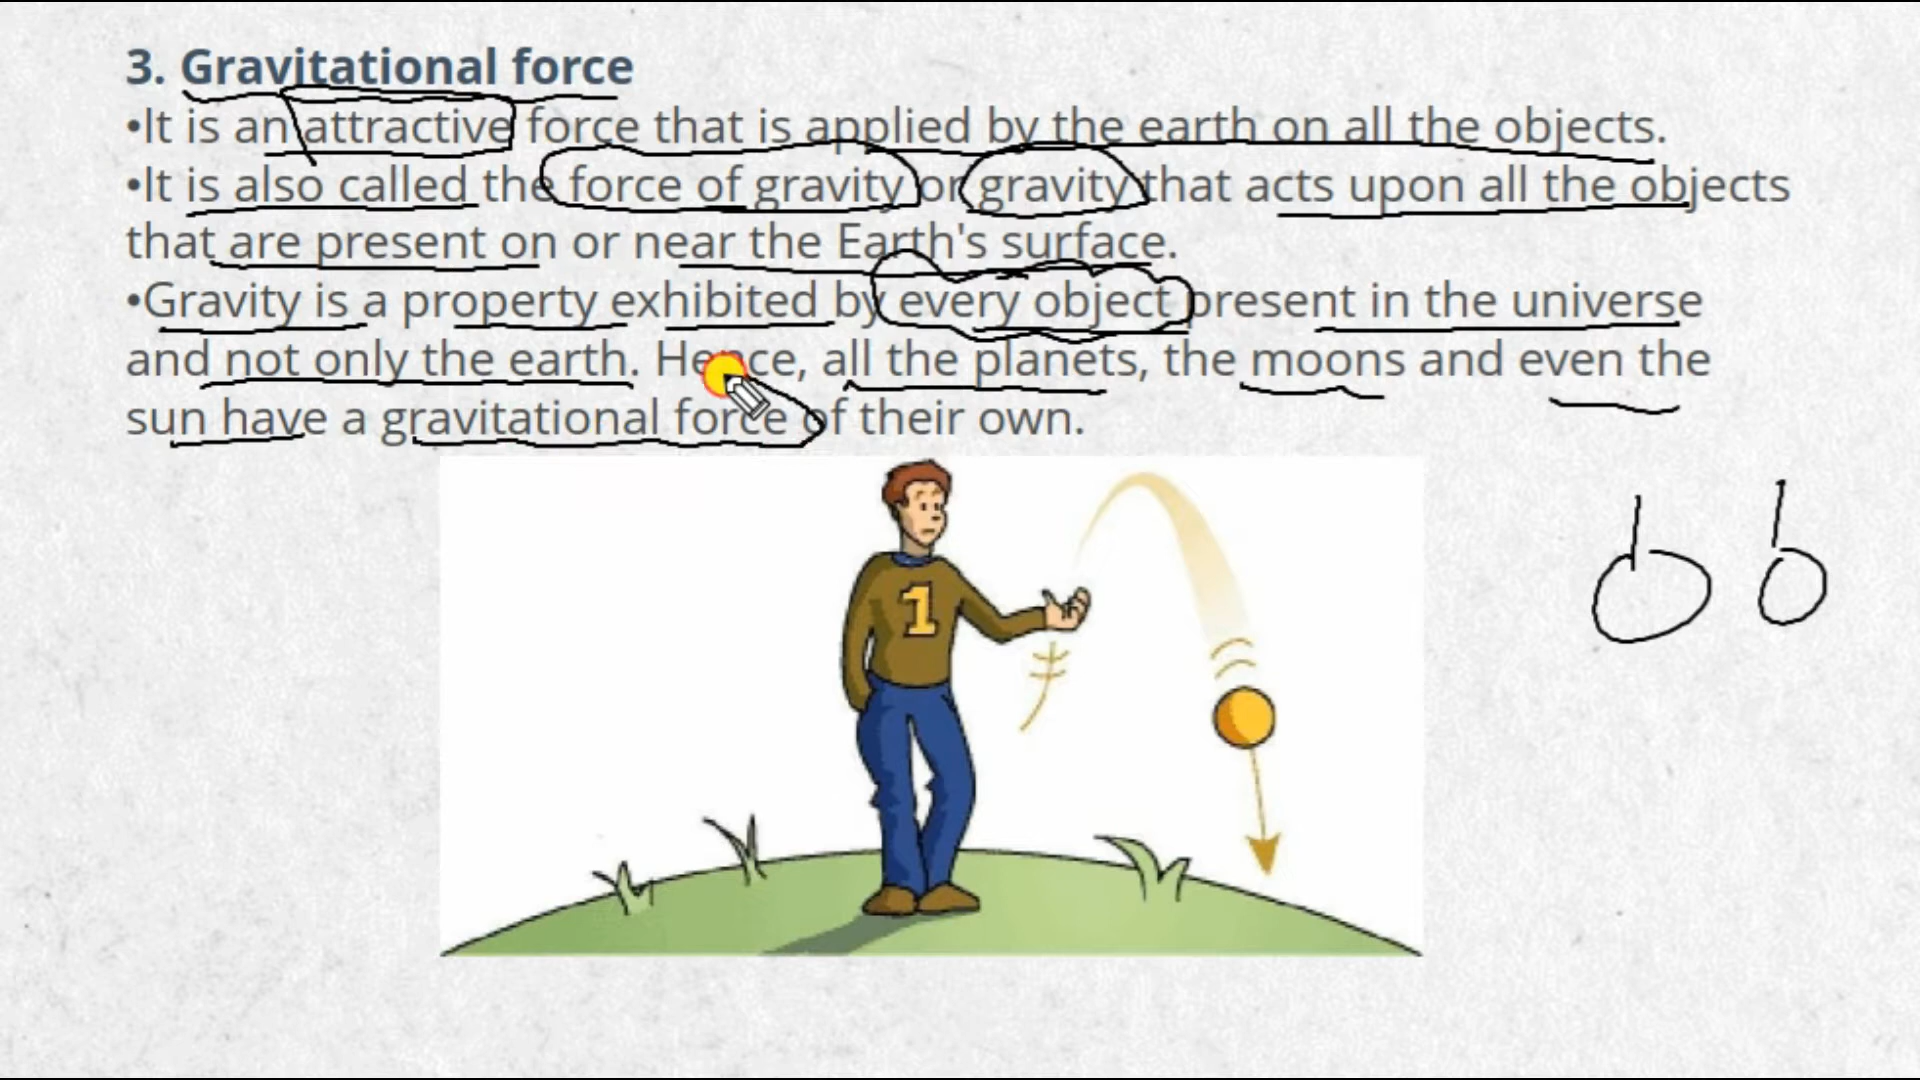 3. Gravitational force
•It is an attractive force that is applied by the earth on all the objects.
•It is also called the force of gravity or gravity that acts upon all the objects
that are present on or near the Earth's surface.
•Gravity is a property exhibited by every object present in the universe
and not only the earth. Hence, all the planets, the moons and even the
sun have a gravitational force of their own.
1